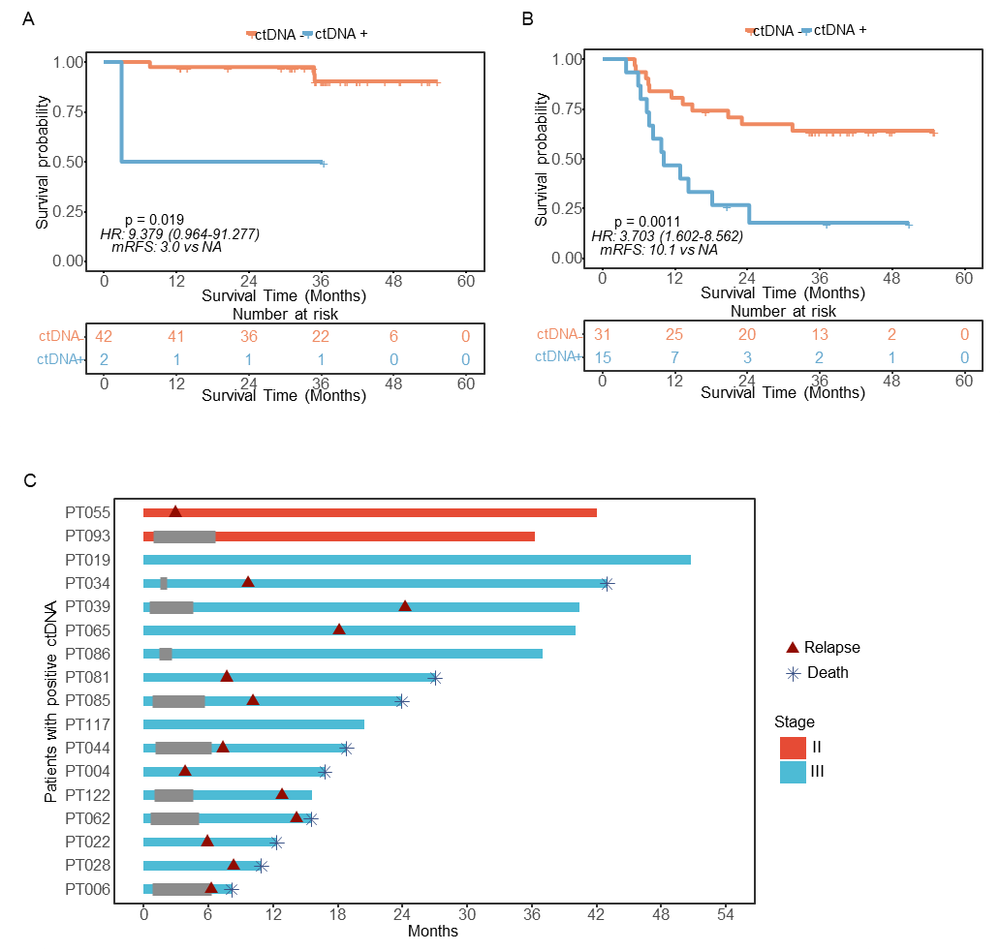 A
ctDNA - ctDNA +
1.00
0.75
0.50
0.25
0.00
Survival probability
p = 0.019
HR: 9.379 (0.964-91.277)
mRFS: 3.0 vs NA
0 12 24 36 48 60
Survival Time (Months)
Number at risk
ctDNA- 42 41 36 22 6 0
ctDNA+ 2 1 1 1 0 0
0 12 24 36 48 60
Survival Time (Months)
B
ctDNA - ctDNA +
1.00
0.75
0.50
0.25
0.00
Survival probability
p = 0.0011
HR: 3.703 (1.602-8.562)
mRFS: 10.1 vs NA
0 12 24 36 48 60
Survival Time (Months)
Number at risk
ctDNA- 31 25 20 13 2 0
ctDNA+ 15 7 3 2 1 0
0 12 24 36 48 60
Survival Time (Months)
C
Patients with positive ctDNA
PT055
PT093
PT019
PT034
PT039
PT065
PT086
PT081
PT085
PT117
PT044
PT004
PT122
PT062
PT022
PT028
PT006
0 6 12 18 24 30 36 42 48 54
Months
Relapse
Death
Stage
II
III